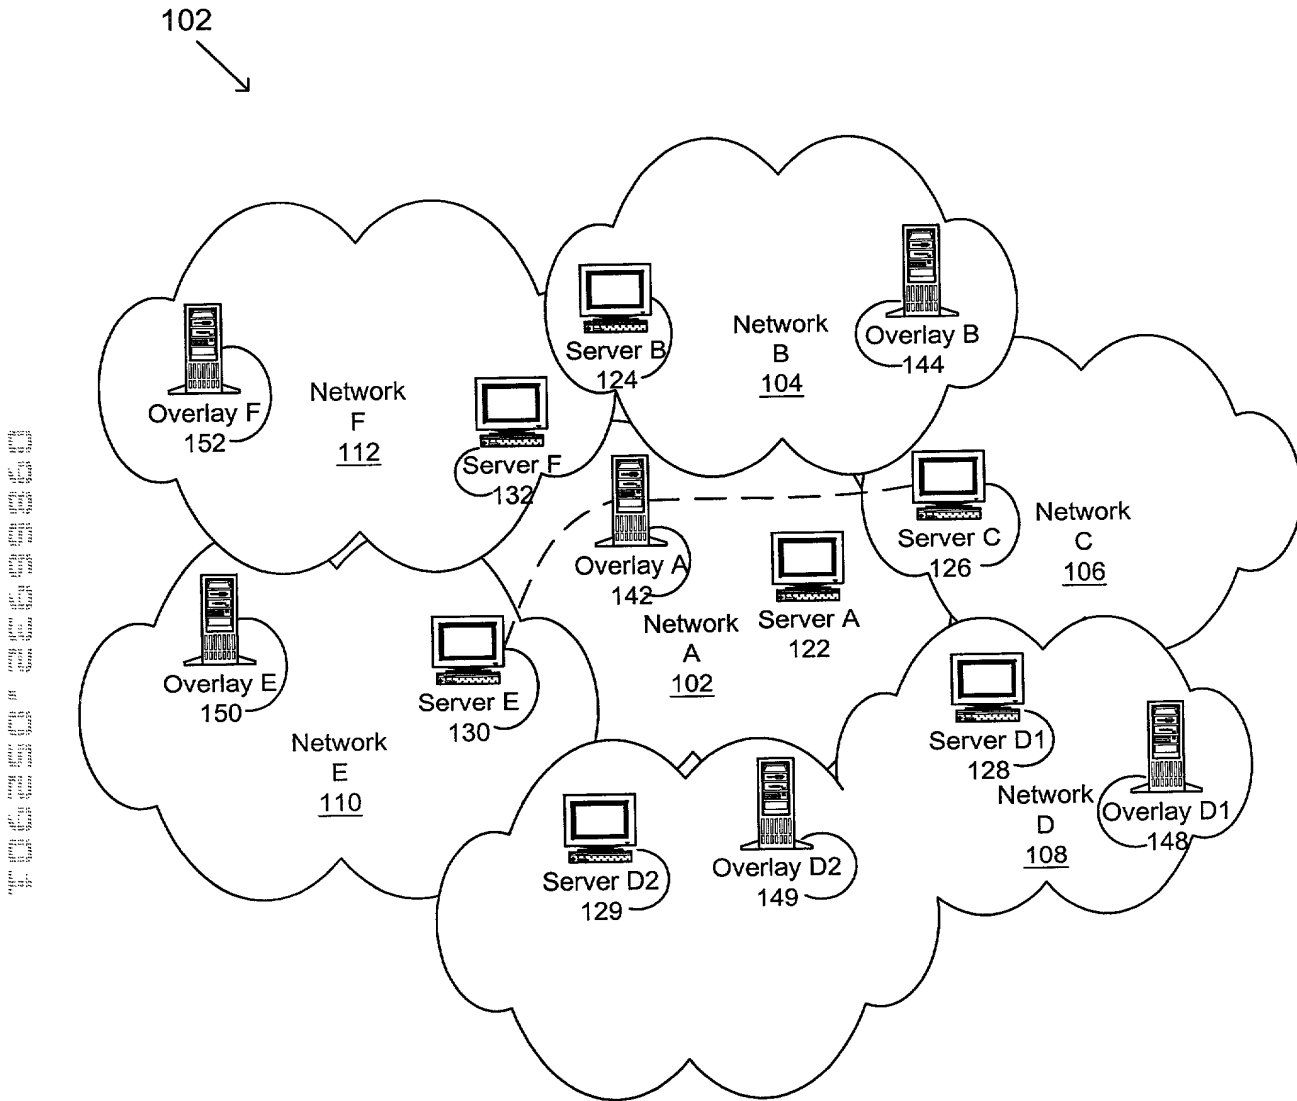 102
Network
B
104
Server B
124
Overlay B
144
Network
F
112
Overlay F
152
Server F
132
Overlay A
142
Server A
122
Network
A
102
Server C
126
Network
C
106
Overlay E
150
Server E
130
Network
E
110
Server D1
128
Network
D
108
Overlay D1
148
Server D2
129
Overlay D2
149